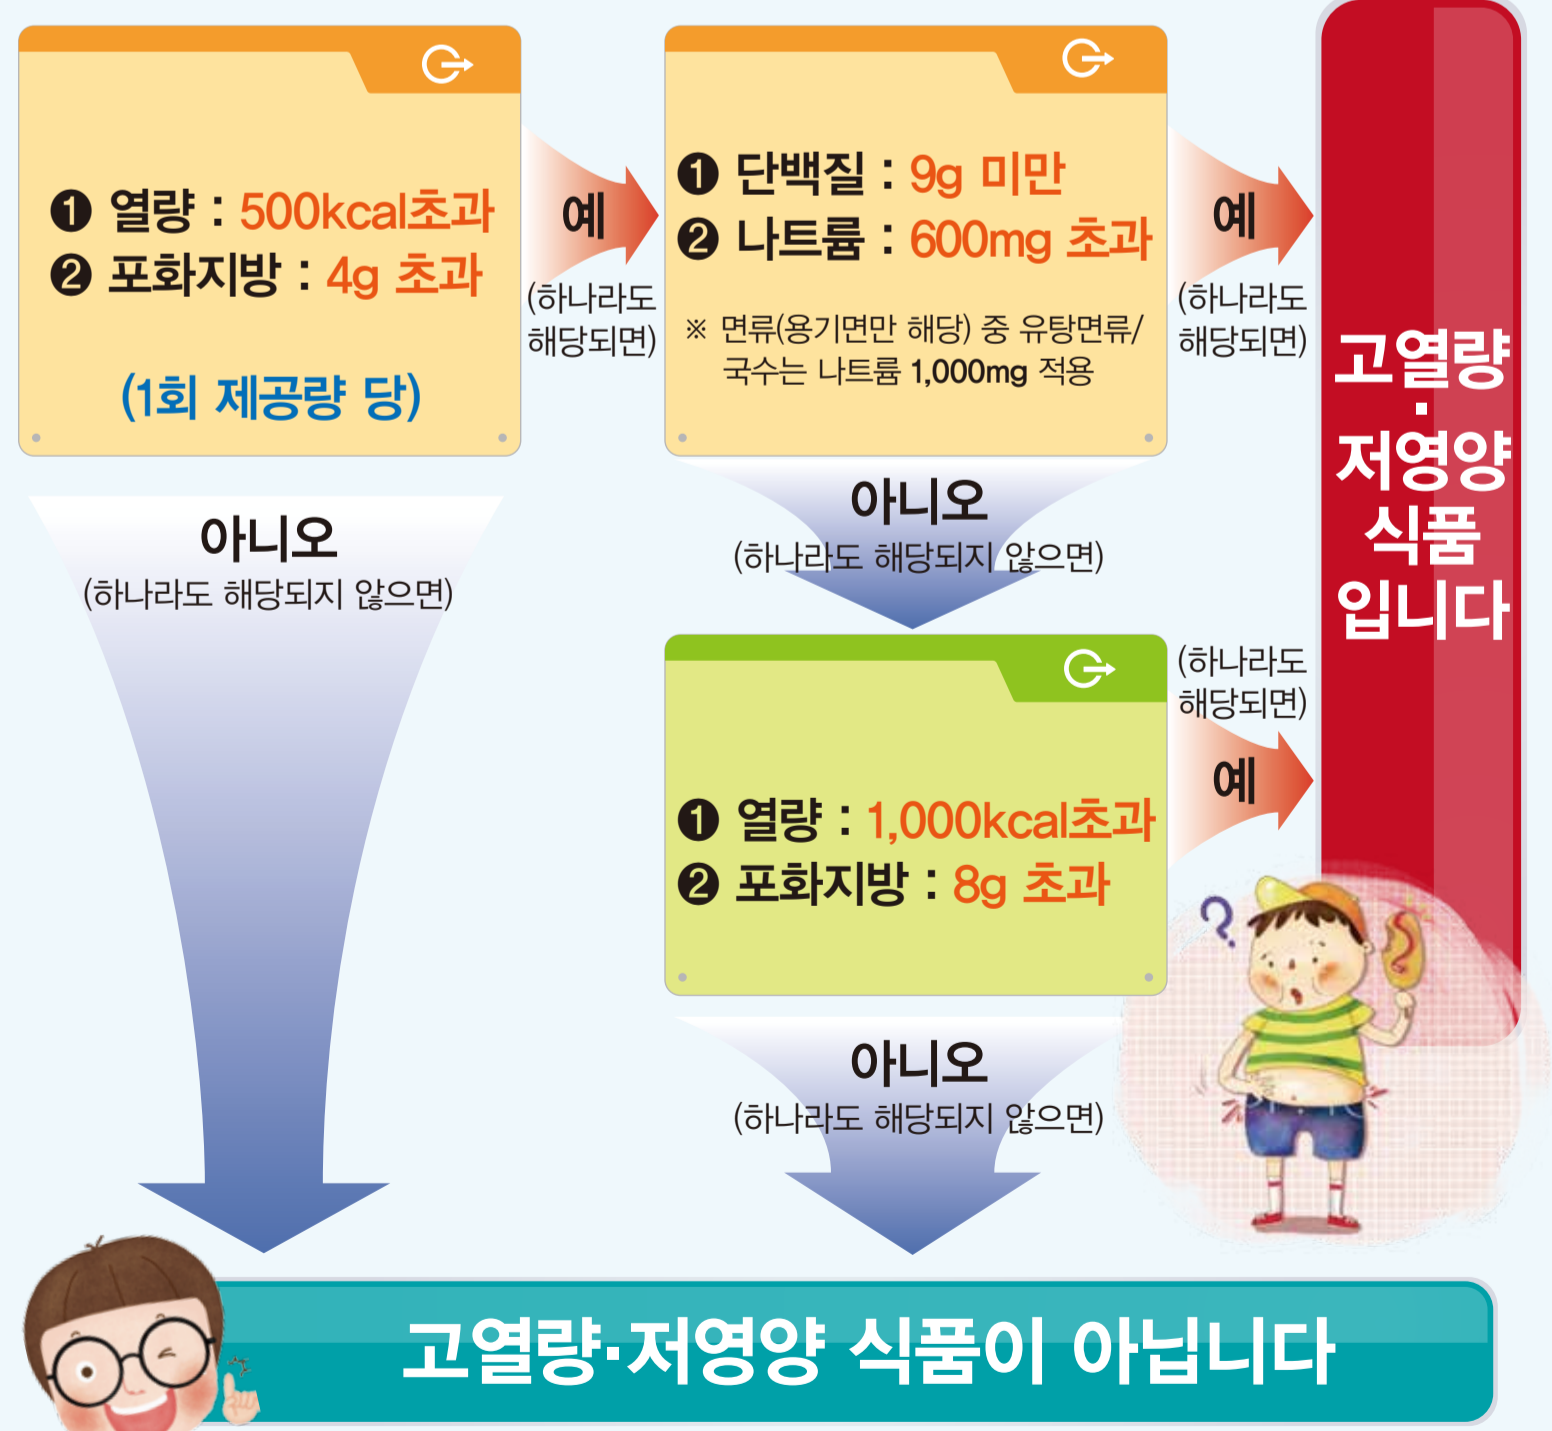 ❶ 열량 : 500kcal초과
❷ 포화지방 : 4g 초과
(1회 제공량 당)
예
(하나라도
해당되면)
❶ 단백질 : 9g 미만
❷ 나트륨 : 600mg 초과
※ 면류(용기면만 해당) 중 유탕면류/
국수는 나트륨 1,000mg 적용
예
(하나라도
해당되면)
고열량
·
저영양
식품
입니다
아니오
(하나라도 해당되지 않으면)
아니오
(하나라도 해당되지 않으면)
❶ 열량 : 1,000kcal초과
❷ 포화지방 : 8g 초과
(하나라도
해당되면)
예
?
아니오
(하나라도 해당되지 않으면)
고열량·저영양 식품이 아닙니다